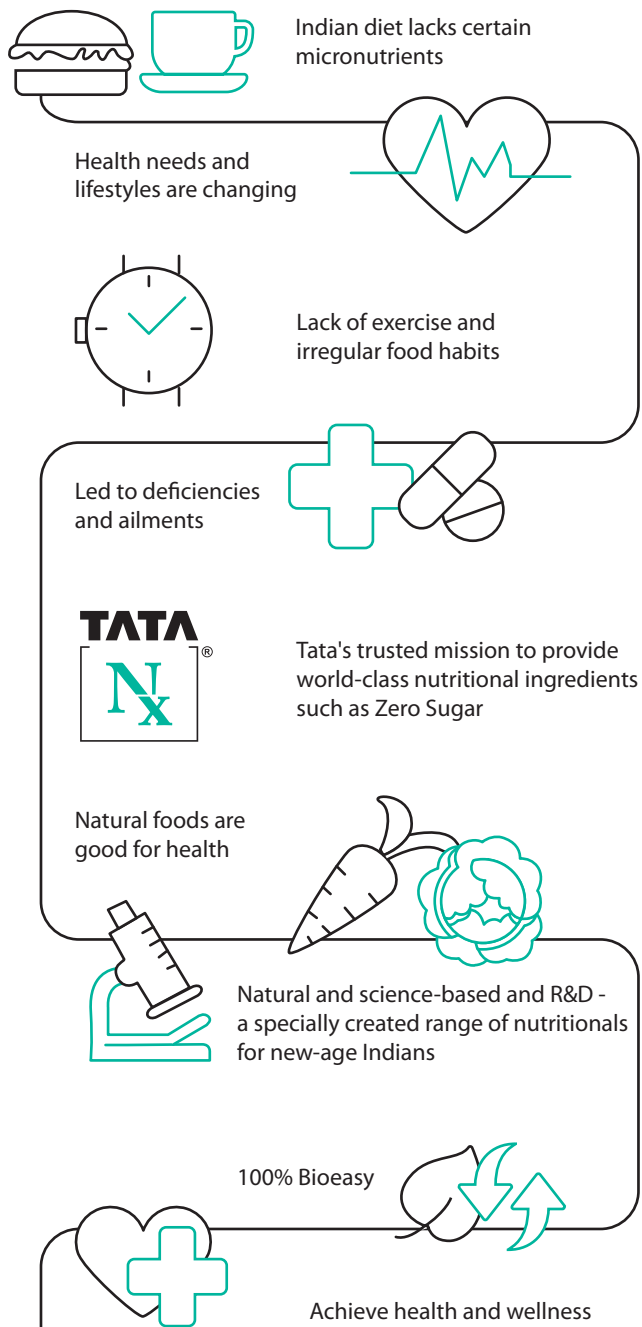 Indian diet lacks certain
micronutrients
Health needs and
lifestyles are changing
Lack of exercise and
irregular food habits
Led to deficiencies
and ailments
TATA
Nx®
Tata's trusted mission to provide
world-class nutritional ingredients
such as Zero Sugar
Natural foods are
good for health
Natural and science-based and R&D -
a specially created range of nutritionals
for new-age Indians
100% Bioeasy
Achieve health and wellness